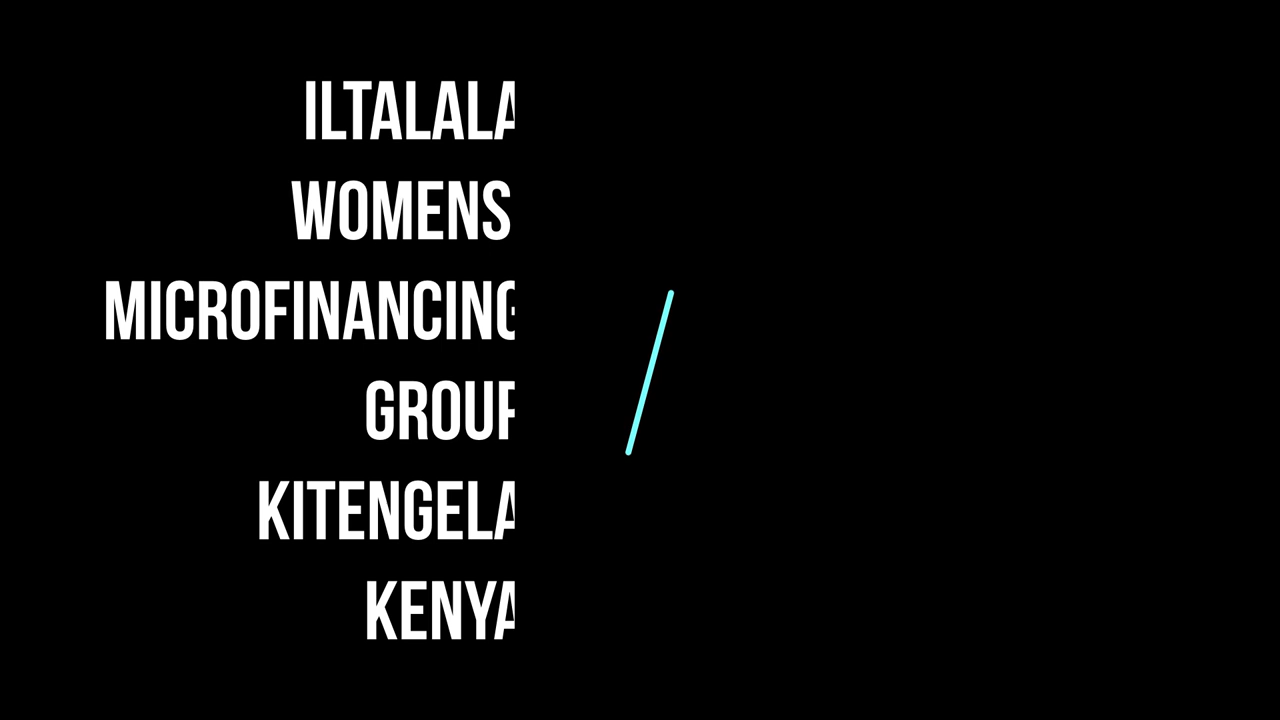 ILTALALA
WOMENS
MICROFINANCING
GROUP
KITENGELA
KENYA